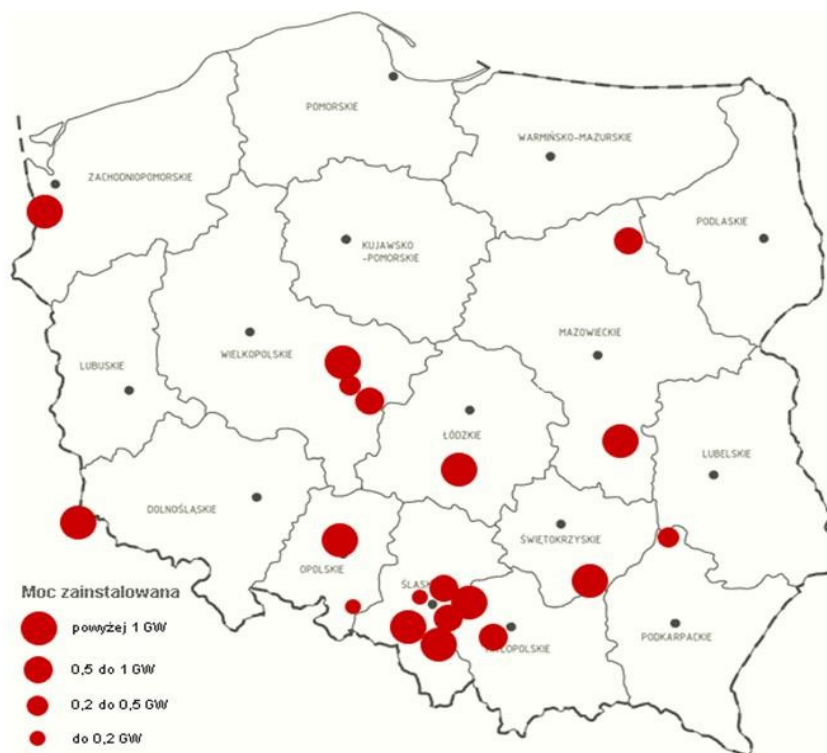 POMORSKIE
WARMIŃSKO-MAZURSKIE
ZACHODNIOPOMORSKIE
PODLASKIE
KUJAWSKO
-POMORSKIE
MAZOWIECKIE
WIELKOPOLSKIE
LUBUSKIE
ŁÓDZKIE
LUBELSKIE
DOLNOŚLĄSKIE
ŚWIĘTOKRZYSKIE
OPOLSKIE
PODKARPACKIE
Moc zainstalowana
powyżej 1 GW
0,5 do 1 GW
0,2 do 0,5 GW
do 0,2 GW